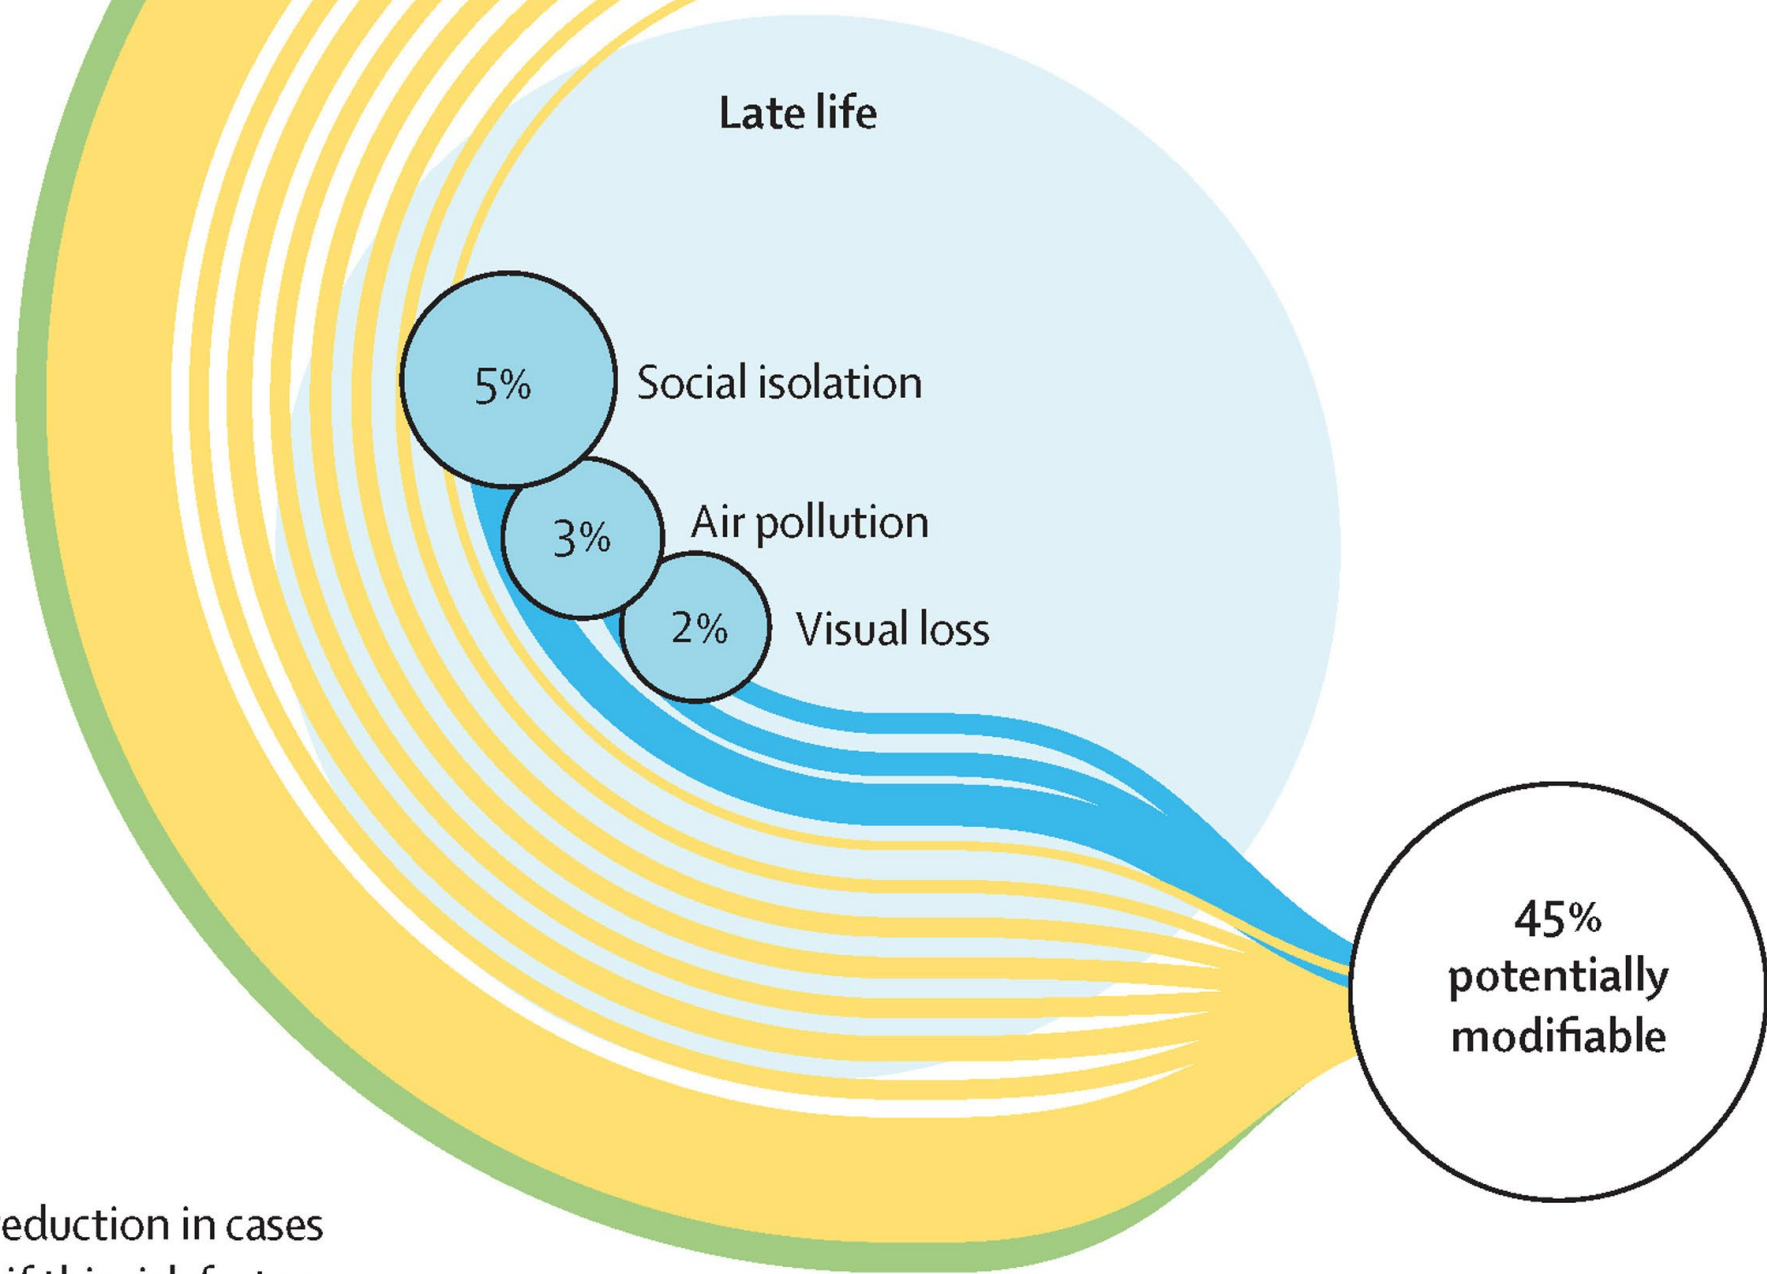 Late life
5%
Social isolation
3%
Air pollution
2%
Visual loss
45%
potentially
modifiable
eduction in cases